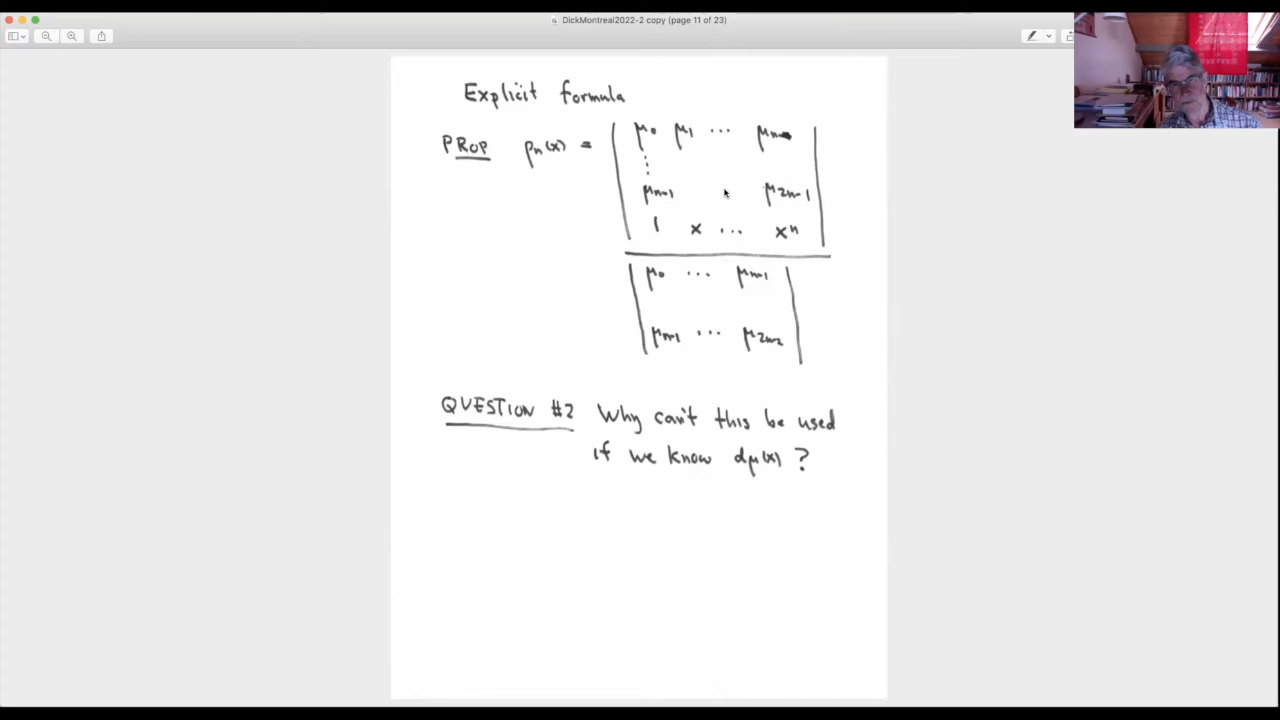 DickMontreal2022-2 copy (page 11 of 23)
Explicit formula
PROP pₙ(x) =
μ₀ μ₁ ⋯ μₙ
⋮
μₙ₋₁ μ₂ₙ₋₁
1 x ⋯ xⁿ
μ₀ ⋯ μₙ₋₁
μₙ₋₁ ⋯ μ₂ₙ₋₂
QUESTION #2 Why can't this be used
if we know dμ(x) ?